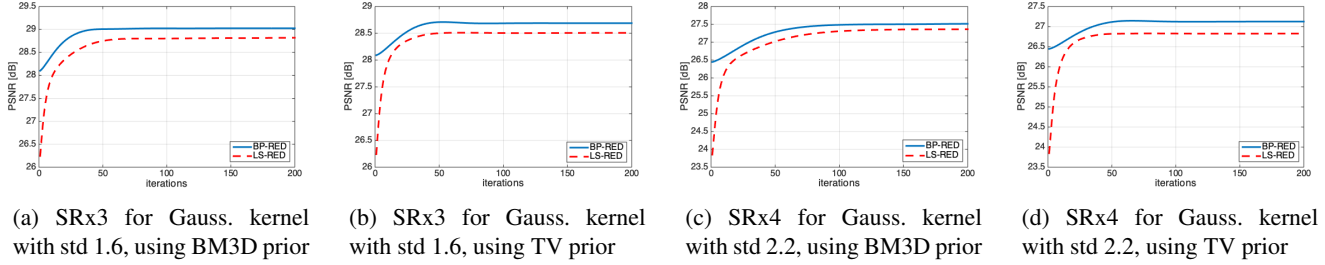 29.5
29
28.5
28
27.5
27
26.5
26
PSNR [dB]
0 50 100 150 200
iterations
BP-RED
LS-RED
(a) SRx3 for Gauss. kernel
with std 1.6, using BM3D prior
29
28.5
28
27.5
27
26.5
26
PSNR [dB]
0 50 100 150 200
iterations
BP-RED
LS-RED
(b) SRx3 for Gauss. kernel
with std 1.6, using TV prior
28
27.5
27
26.5
26
25.5
25
24.5
24
23.5
23
PSNR [dB]
0 50 100 150 200
iterations
BP-RED
LS-RED
(c) SRx4 for Gauss. kernel
with std 2.2, using BM3D prior
27.5
27
26.5
26
25.5
25
24.5
24
23.5
PSNR [dB]
0 50 100 150 200
iterations
BP-RED
LS-RED
(d) SRx4 for Gauss. kernel
with std 2.2, using TV prior